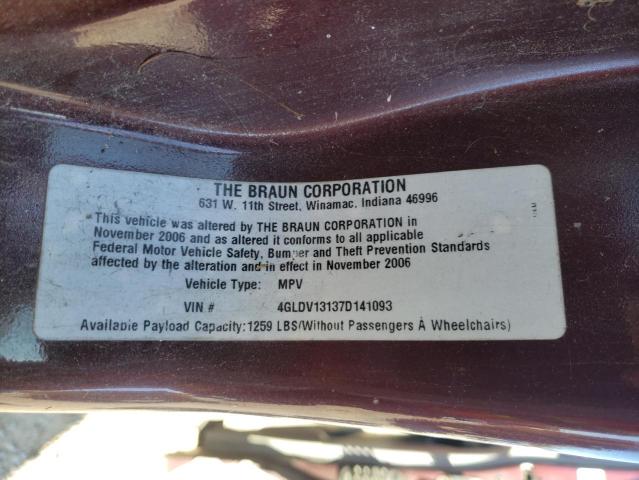 THE BRAUN CORPORATION
631 W. 11th Street, Winamac, Indiana 46996
This vehicle was altered by THE BRAUN CORPORATION in
November 2006 and as altered it conforms to all applicable
Federal Motor Vehicle Safety, Bumper and Theft Prevention Standards
affected by the alteration and in effect in November 2006
Vehicle Type: MPV
VIN # 4GLDV13137D141093
Available Payload Capacity:1259 LBS(Without Passengers & Wheelchairs)